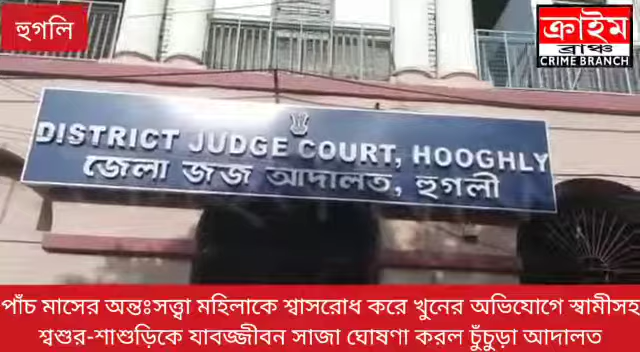 হুগলি
ক্রাইম
ব্রাঞ্চ
CRIME BRANCH
DISTRICT JUDGE COURT, HOOGHLY
জেলা জজ আদালত, হুগলী
পাঁচ মাসের অন্তঃসত্ত্বা মহিলাকে শ্বাসরোধ করে খুনের অভিযোগে স্বামীসহ
শ্বশুর-শাশুড়িকে যাবজ্জীবন সাজা ঘোষণা করল চুঁচুড়া আদালত